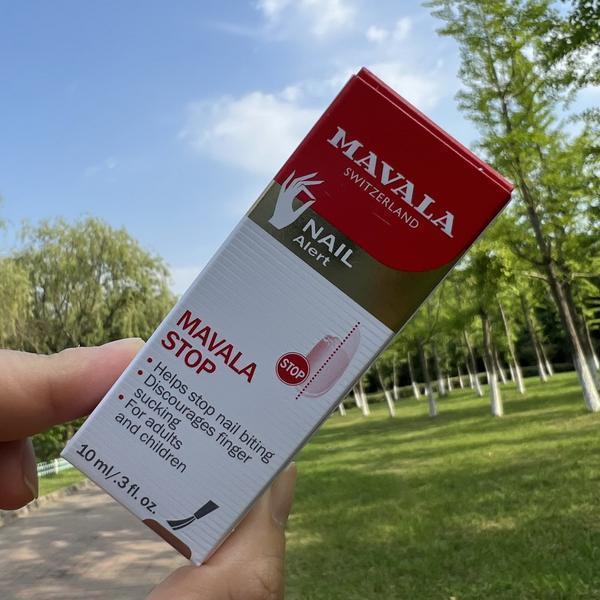 MAVALA
SWITZERLAND
NAIL
Alert
MAVALA
STOP
STOP
• Helps stop nail biting
• Discourages finger
sucking
• For adults
and children
10 ml/.3 fl. oz.